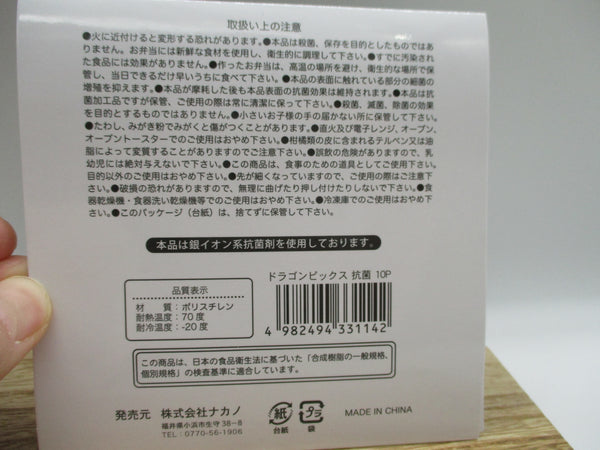 取扱い上の注意
●火に近付けると変形する恐れがあります。●本品は殺菌、保存を目的としたものではあ
りません。お弁当には新鮮な食材を使用し、衛生的に調理して下さい。●すでに汚染され
た食品には効果がありません。●作ったお弁当は、高温の場所を避け、衛生的な場所で保
管し、当日できるだけ早いうちに食べて下さい。●本品の表面に触れている部分の細菌の
増殖を抑えます。●本品が摩耗した後も本品表面の抗菌効果は維持されます。●本品は抗
菌加工品ですが保管、ご使用の際は常に清潔に保って下さい。●殺菌、滅菌、除菌の効果
を目的とするものではありません。●小さいお子様の手の届かない所に保管して下さい。
●たわし、みがき粉でみがくと傷がつくことがあります。●直火及び電子レンジ、オーブン、
オーブントースターでのご使用はおやめ下さい。●柑橘類の皮に含まれるテルペン又は油
脂によって変質することがありますのでご注意下さい。●誤飲の危険がありますので、乳
幼児には絶対与えないで下さい。●この商品は、食事のための道具としてご使用下さい。
目的以外のご使用はおやめ下さい。●先が細くなっていますので、ご使用の際はご注意下
さい。●破損の恐れがありますので、無理に曲げたり押し付けたりしないで下さい。●食
器乾燥機・食器洗い乾燥機等でのご使用はおやめ下さい。●冷凍庫でのご使用はおやめ下
さい。●このパッケージ（台紙）は、捨てずに保管して下さい。
本品は銀イオン系抗菌剤を使用しております。
ドラゴンピックス 抗菌 10P
品質表示
材　質：ポリスチレン
耐熱温度：70 度
耐冷温度：-20 度
4 982494 331142
この商品は、日本の食品衛生法に基づいた「合成樹脂の一般規格、
個別規格」の検査基準に適合しています。
発売元 株式会社ナカノ
福井県小浜市生守 38−8
TEL：0770-56-1906
紙
台紙
プラ
袋
MADE IN CHINA